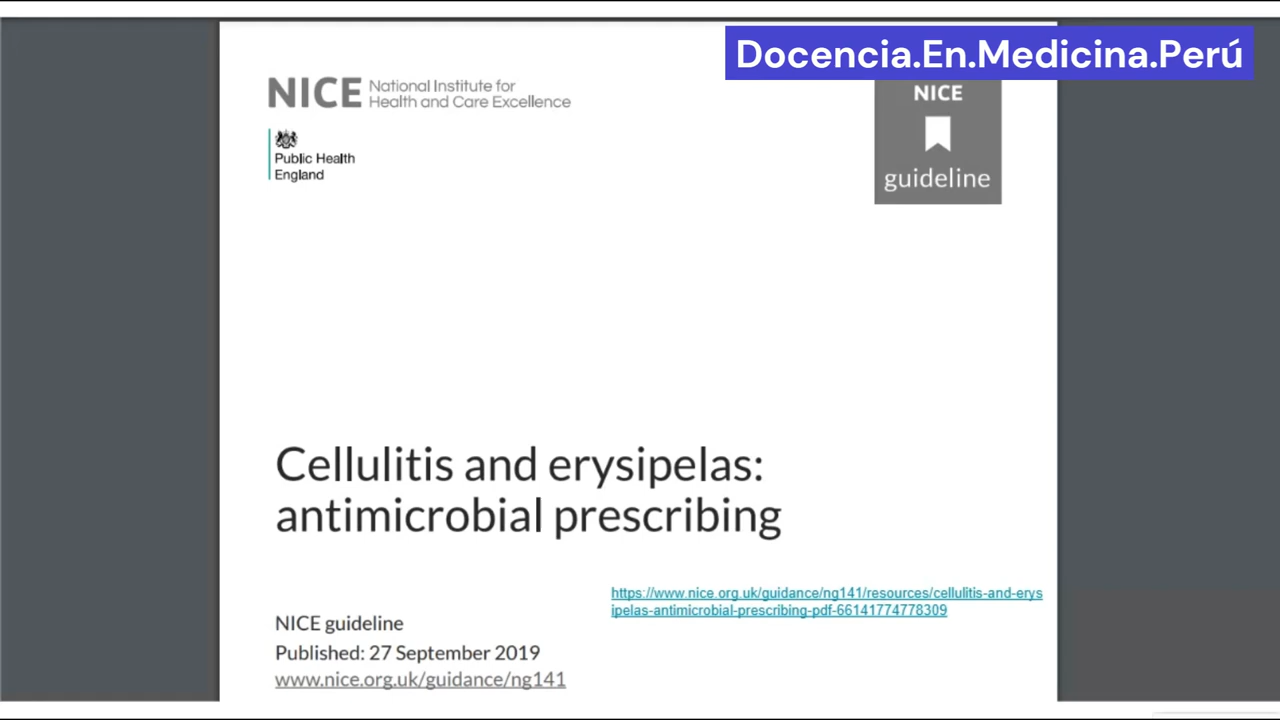 Docencia.En.Medicina.Perú
NICE National Institute for
Health and Care Excellence
NICE
guideline
Public Health
England
Cellulitis and erysipelas:
antimicrobial prescribing
https://www.nice.org.uk/guidance/ng141/resources/cellulitis-and-erys
ipelas-antimicrobial-prescribing-pdf-66141774778309
NICE guideline
Published: 27 September 2019
www.nice.org.uk/guidance/ng141